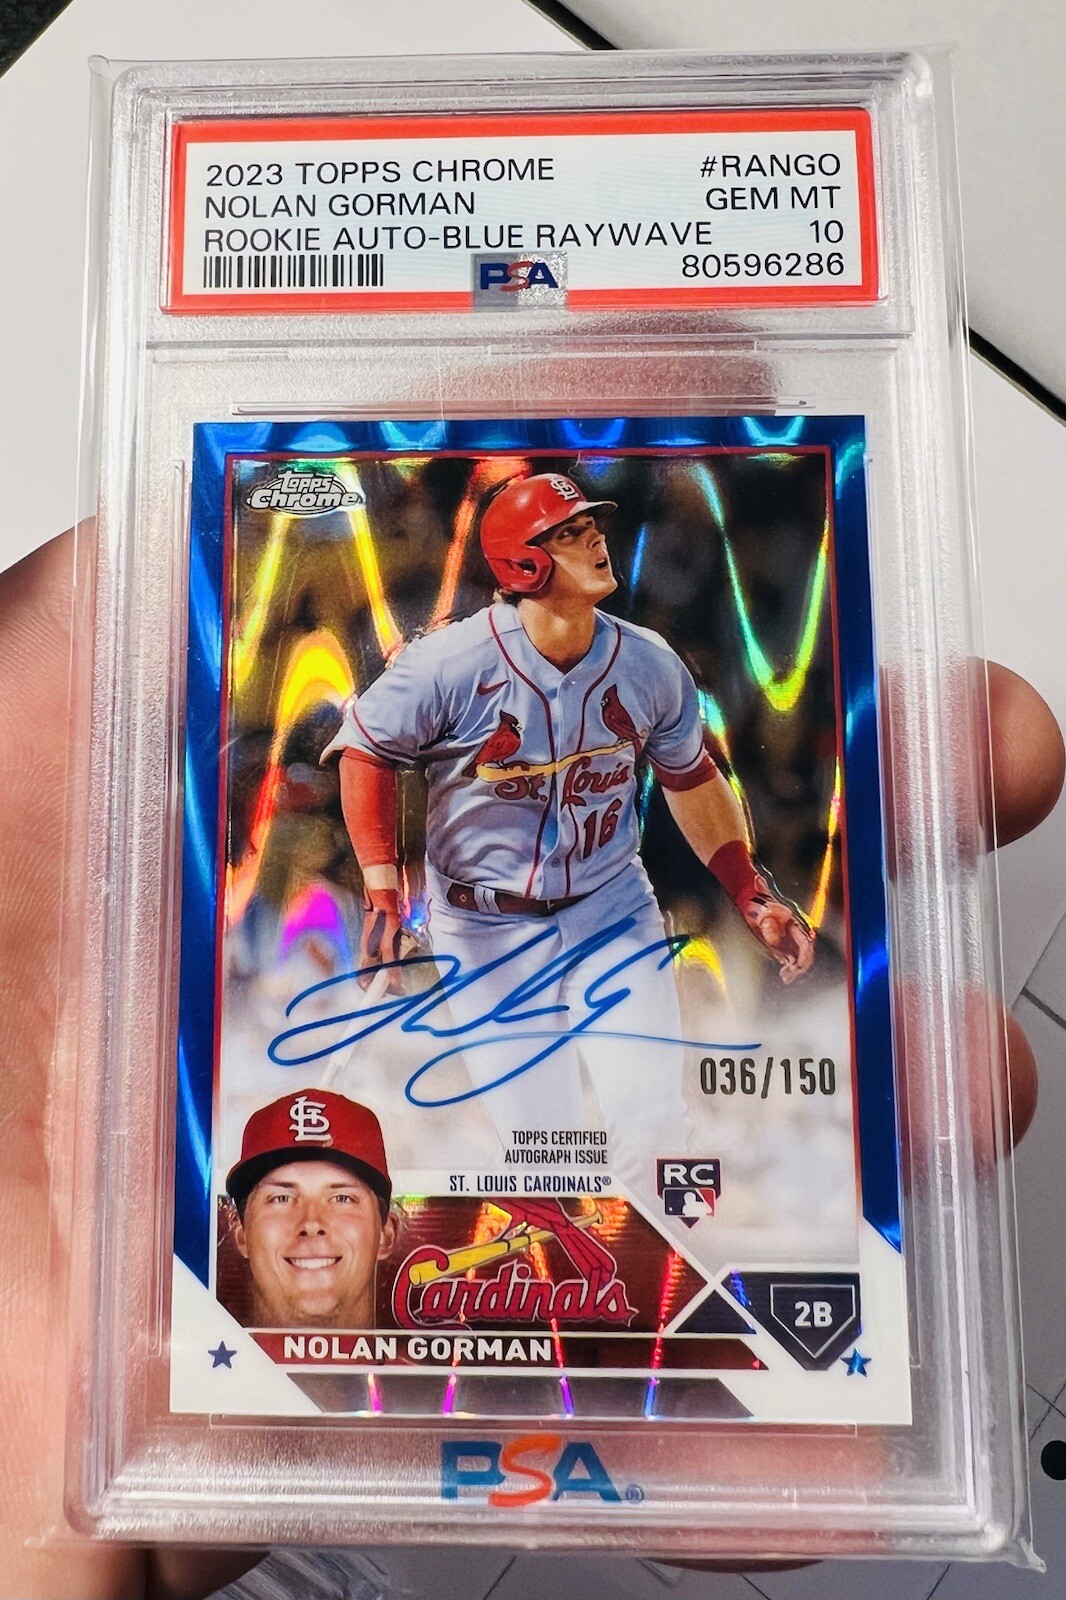 2023 TOPPS CHROME #RANGO
NOLAN GORMAN GEM MT
ROOKIE AUTO-BLUE RAYWAVE 10
PSA 80596286
topps
Chrome
STL
St. Louis
16
036/150
TOPPS CERTIFIED
AUTOGRAPH ISSUE
ST. LOUIS CARDINALS®
RC
STL
Cardinals
2B
NOLAN GORMAN
PSA®